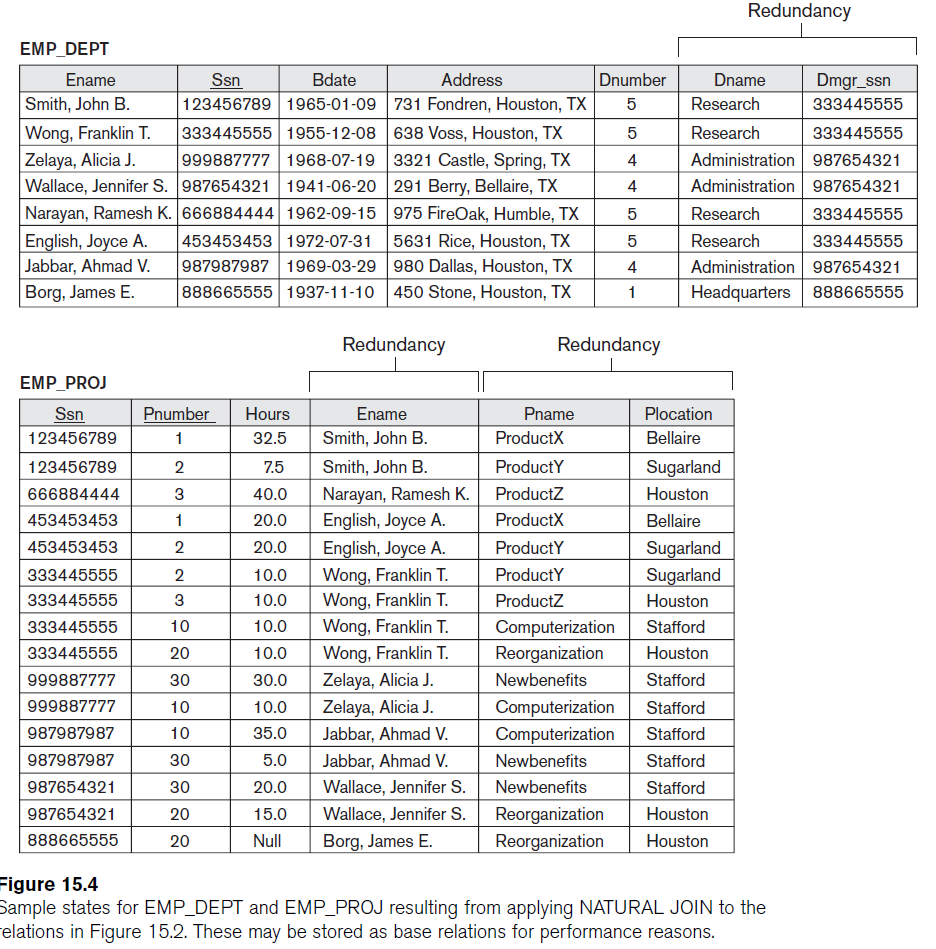 Redundancy
EMP_DEPT
Ename Ssn Bdate Address Dnumber Dname Dmgr_ssn
Smith, John B. 123456789 1965-01-09 731 Fondren, Houston, TX 5 Research 333445555
Wong, Franklin T. 333445555 1955-12-08 638 Voss, Houston, TX 5 Research 333445555
Zelaya, Alicia J. 999887777 1968-07-19 3321 Castle, Spring, TX 4 Administration 987654321
Wallace, Jennifer S. 987654321 1941-06-20 291 Berry, Bellaire, TX 4 Administration 987654321
Narayan, Ramesh K. 666884444 1962-09-15 975 FireOak, Humble, TX 5 Research 333445555
English, Joyce A. 453453453 1972-07-31 5631 Rice, Houston, TX 5 Research 333445555
Jabbar, Ahmad V. 987987987 1969-03-29 980 Dallas, Houston, TX 4 Administration 987654321
Borg, James E. 888665555 1937-11-10 450 Stone, Houston, TX 1 Headquarters 888665555
Redundancy Redundancy
EMP_PROJ
Ssn Pnumber Hours Ename Pname Plocation
123456789 1 32.5 Smith, John B. ProductX Bellaire
123456789 2 7.5 Smith, John B. ProductY Sugarland
666884444 3 40.0 Narayan, Ramesh K. ProductZ Houston
453453453 1 20.0 English, Joyce A. ProductX Bellaire
453453453 2 20.0 English, Joyce A. ProductY Sugarland
333445555 2 10.0 Wong, Franklin T. ProductY Sugarland
333445555 3 10.0 Wong, Franklin T. ProductZ Houston
333445555 10 10.0 Wong, Franklin T. Computerization Stafford
333445555 20 10.0 Wong, Franklin T. Reorganization Houston
999887777 30 30.0 Zelaya, Alicia J. Newbenefits Stafford
999887777 10 10.0 Zelaya, Alicia J. Computerization Stafford
987987987 10 35.0 Jabbar, Ahmad V. Computerization Stafford
987987987 30 5.0 Jabbar, Ahmad V. Newbenefits Stafford
987654321 30 20.0 Wallace, Jennifer S. Newbenefits Stafford
987654321 20 15.0 Wallace, Jennifer S. Reorganization Houston
888665555 20 Null Borg, James E. Reorganization Houston
Figure 15.4
Sample states for EMP_DEPT and EMP_PROJ resulting from applying NATURAL JOIN to the
relations in Figure 15.2. These may be stored as base relations for performance reasons.